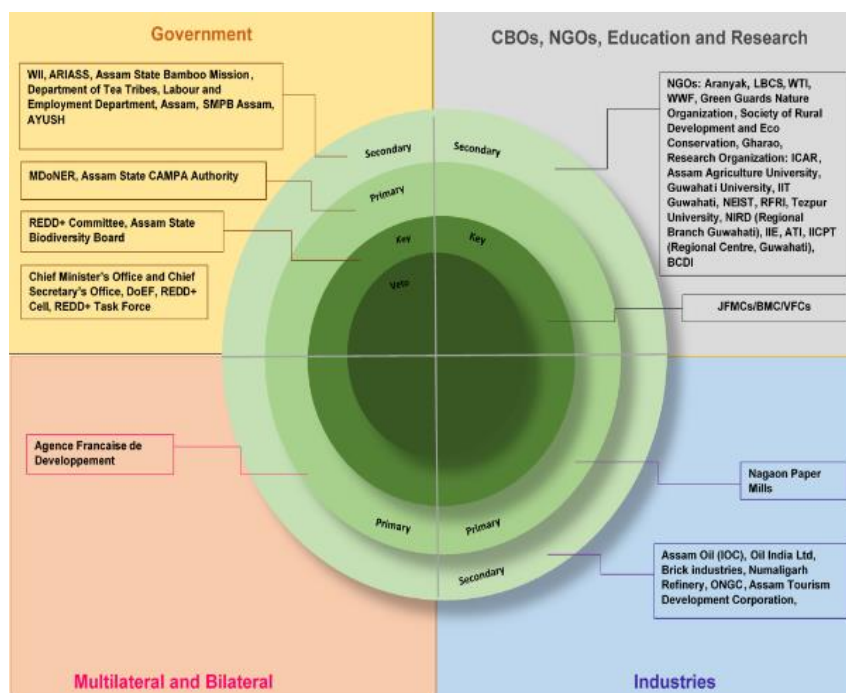 Government
WII, ARIASS, Assam State Bamboo Mission,
Department of Tea Tribes, Labour and
Employment Department, Assam, SMPB Assam,
AYUSH
MDoNER, Assam State CAMPA Authority
REDD+ Committee, Assam State
Biodiversity Board
Chief Minister's Office and Chief
Secretary's Office, DoEF, REDD+
Cell, REDD+ Task Force
Secondary
Primary
Key
Veto
CBOs, NGOs, Education and Research
Secondary
Key
NGOs: Aranyak, LBCS, WTI,
WWF, Green Guards Nature
Organization, Society of Rural
Development and Eco
Conservation, Gharao,
Research Organization: ICAR,
Assam Agriculture University,
Guwahati University, IIT
Guwahati, NEIST, RFRI, Tezpur
University, NIRD (Regional
Branch Guwahati), IIE, ATI, IICPT
(Regional Centre, Guwahati),
BCDI
JFMCs/BMC/VFCs
Agence Francaise de
Developpement
Primary
Multilateral and Bilateral
Primary
Secondary
Nagaon Paper
Mills
Assam Oil (IOC), Oil India Ltd,
Brick industries, Numaligarh
Refinery, ONGC, Assam Tourism
Development Corporation,
Industries